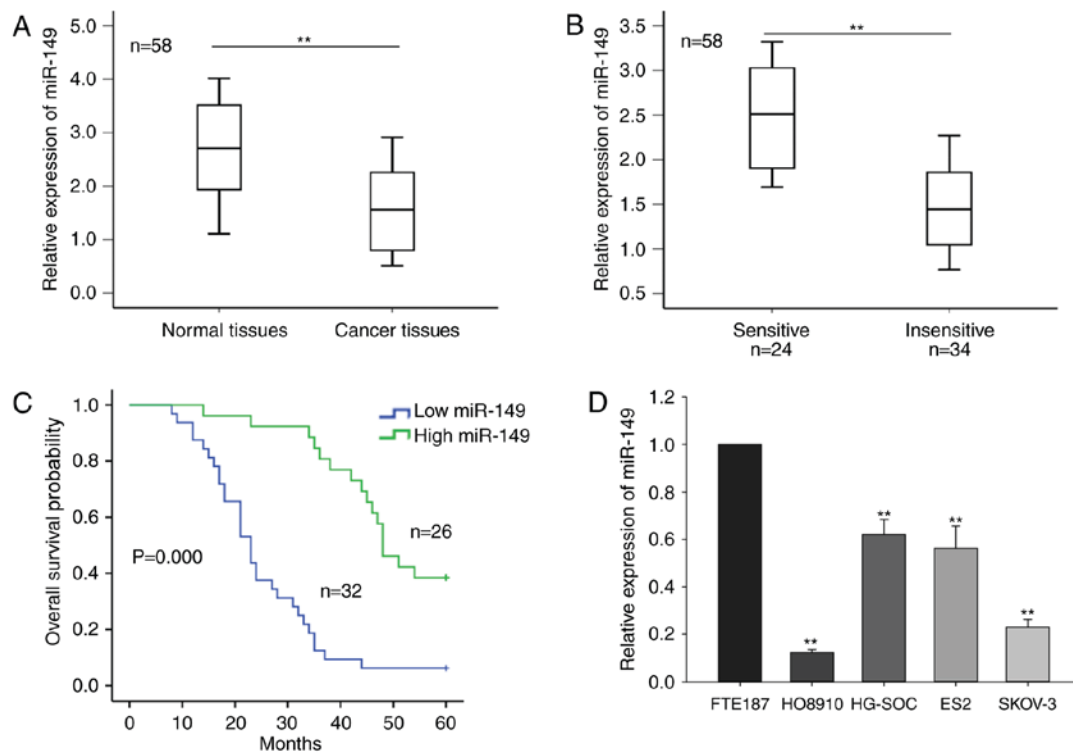 A
n=58
**
Relative expression of miR-149
5.0
4.0
3.0
2.0
1.0
0.0
Normal tissues
Cancer tissues
B
n=58
**
Relative expression of miR-149
3.5
3.0
2.5
2.0
1.5
1.0
0.5
Sensitive
n=24
Insensitive
n=34
C
Low miR-149
High miR-149
Overall survival probability
1.0
0.8
0.6
0.4
0.2
0.0
P=0.000
n=26
n=32
0 10 20 30 40 50 60
Months
D
Relative expression of miR-149
1.2
1.0
0.8
0.6
0.4
0.2
0.0
**
**
**
**
FTE187 HO8910 HG-SOC ES2 SKOV-3